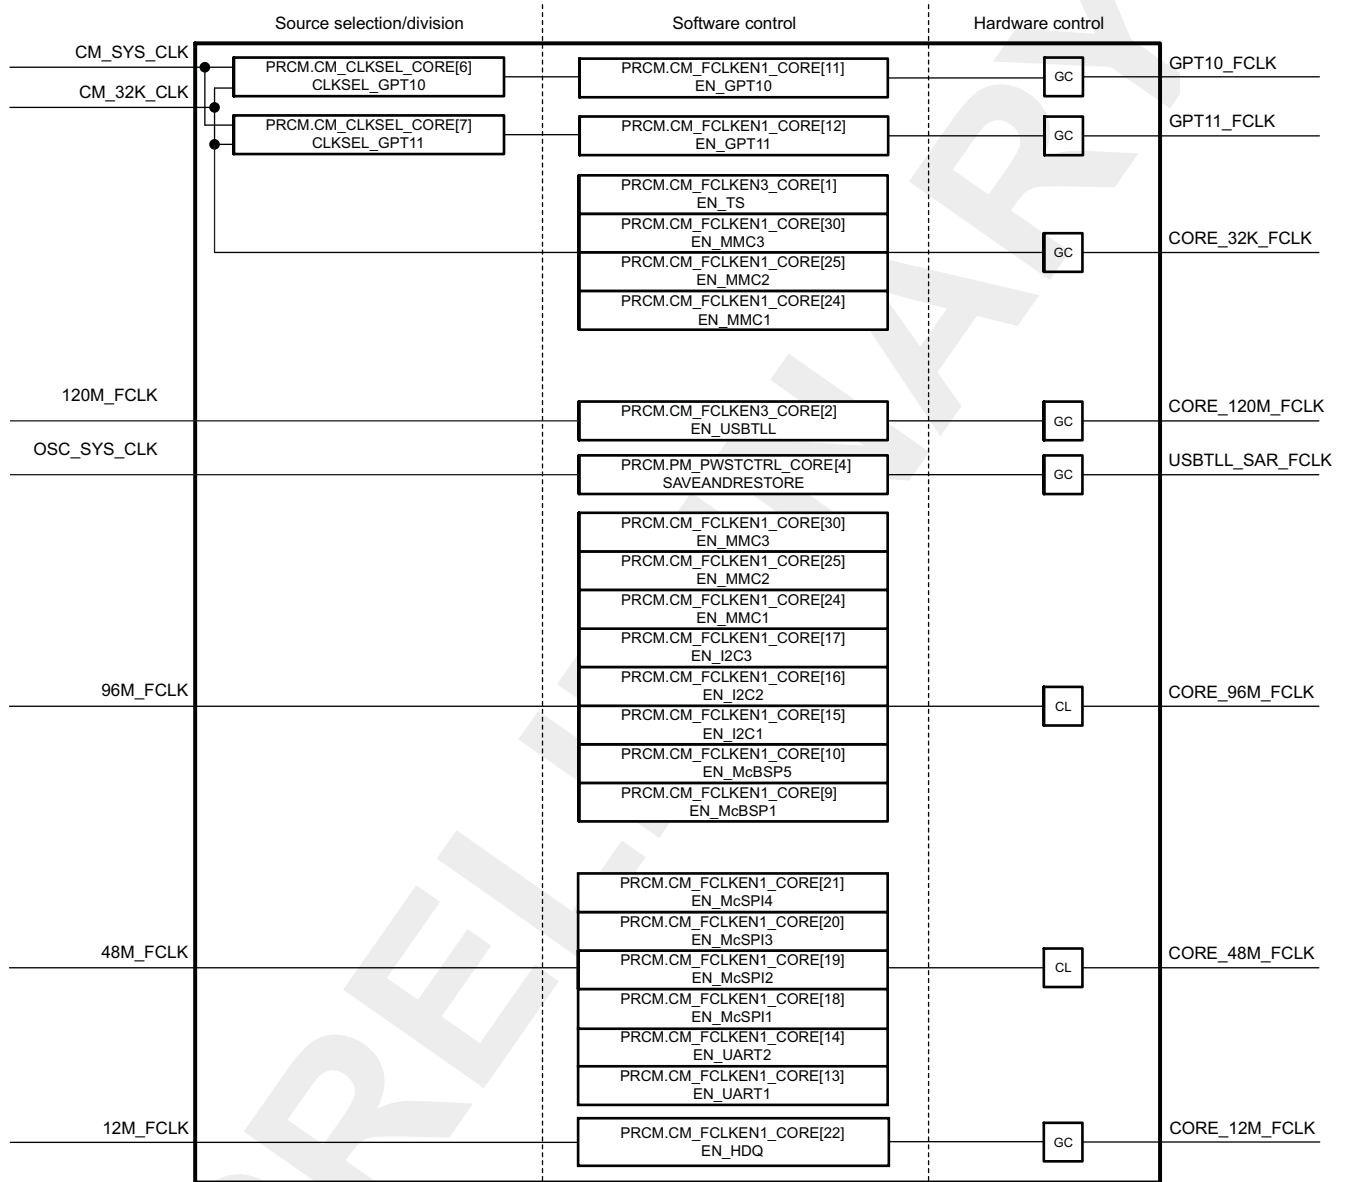 Source selection/division
Software control
Hardware control
CM_SYS_CLK
PRCM.CM_CLKSEL_CORE[6]
CLKSEL_GPT10
PRCM.CM_FCLKEN1_CORE[11]
EN_GPT10
GC
GPT10_FCLK
CM_32K_CLK
PRCM.CM_CLKSEL_CORE[7]
CLKSEL_GPT11
PRCM.CM_FCLKEN1_CORE[12]
EN_GPT11
GC
GPT11_FCLK
PRCM.CM_FCLKEN3_CORE[1]
EN_TS
PRCM.CM_FCLKEN1_CORE[30]
EN_MMC3
PRCM.CM_FCLKEN1_CORE[25]
EN_MMC2
PRCM.CM_FCLKEN1_CORE[24]
EN_MMC1
GC
CORE_32K_FCLK
120M_FCLK
PRCM.CM_FCLKEN3_CORE[2]
EN_USBTLL
GC
CORE_120M_FCLK
OSC_SYS_CLK
PRCM.PM_PWSTCTRL_CORE[4]
SAVEANDRESTORE
GC
USBTLL_SAR_FCLK
PRCM.CM_FCLKEN1_CORE[30]
EN_MMC3
PRCM.CM_FCLKEN1_CORE[25]
EN_MMC2
PRCM.CM_FCLKEN1_CORE[24]
EN_MMC1
PRCM.CM_FCLKEN1_CORE[17]
EN_I2C3
96M_FCLK
PRCM.CM_FCLKEN1_CORE[16]
EN_I2C2
PRCM.CM_FCLKEN1_CORE[15]
EN_I2C1
PRCM.CM_FCLKEN1_CORE[10]
EN_McBSP5
PRCM.CM_FCLKEN1_CORE[9]
EN_McBSP1
CL
CORE_96M_FCLK
PRCM.CM_FCLKEN1_CORE[21]
EN_McSPI4
PRCM.CM_FCLKEN1_CORE[20]
EN_McSPI3
48M_FCLK
PRCM.CM_FCLKEN1_CORE[19]
EN_McSPI2
PRCM.CM_FCLKEN1_CORE[18]
EN_McSPI1
PRCM.CM_FCLKEN1_CORE[14]
EN_UART2
PRCM.CM_FCLKEN1_CORE[13]
EN_UART1
CL
CORE_48M_FCLK
12M_FCLK
PRCM.CM_FCLKEN1_CORE[22]
EN_HDQ
GC
CORE_12M_FCLK
PRELIMINARY